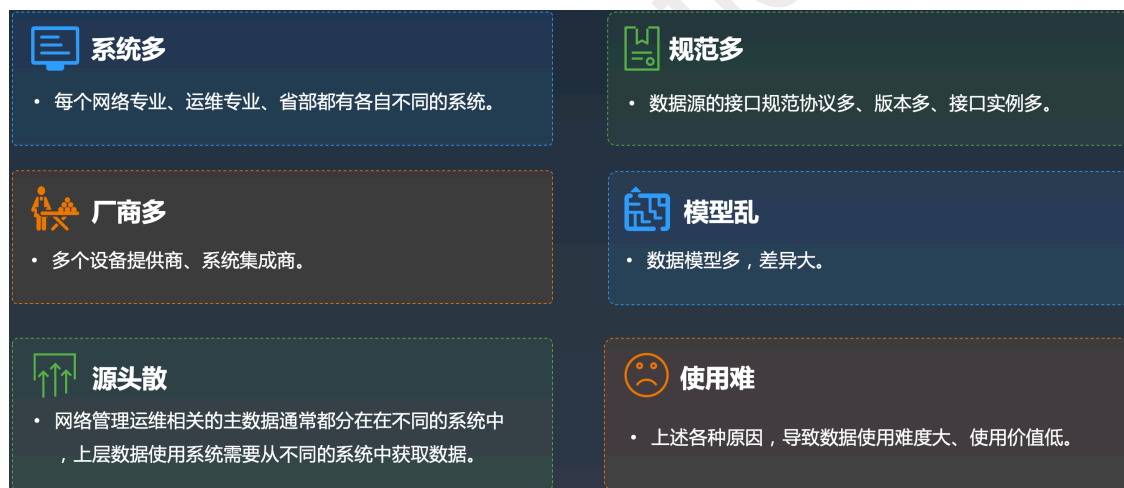 系统多
• 每个网络专业、运维专业、省部都有各自不同的系统。
规范多
• 数据源的接口规范协议多、版本多、接口实例多。
厂商多
• 多个设备提供商、系统集成商。
模型乱
• 数据模型多，差异大。
源头散
• 网络管理运维相关的主数据通常都分在在不同的系统中
，上层数据使用系统需要从不同的系统中获取数据。
使用难
• 上述各种原因，导致数据使用难度大、使用价值低。